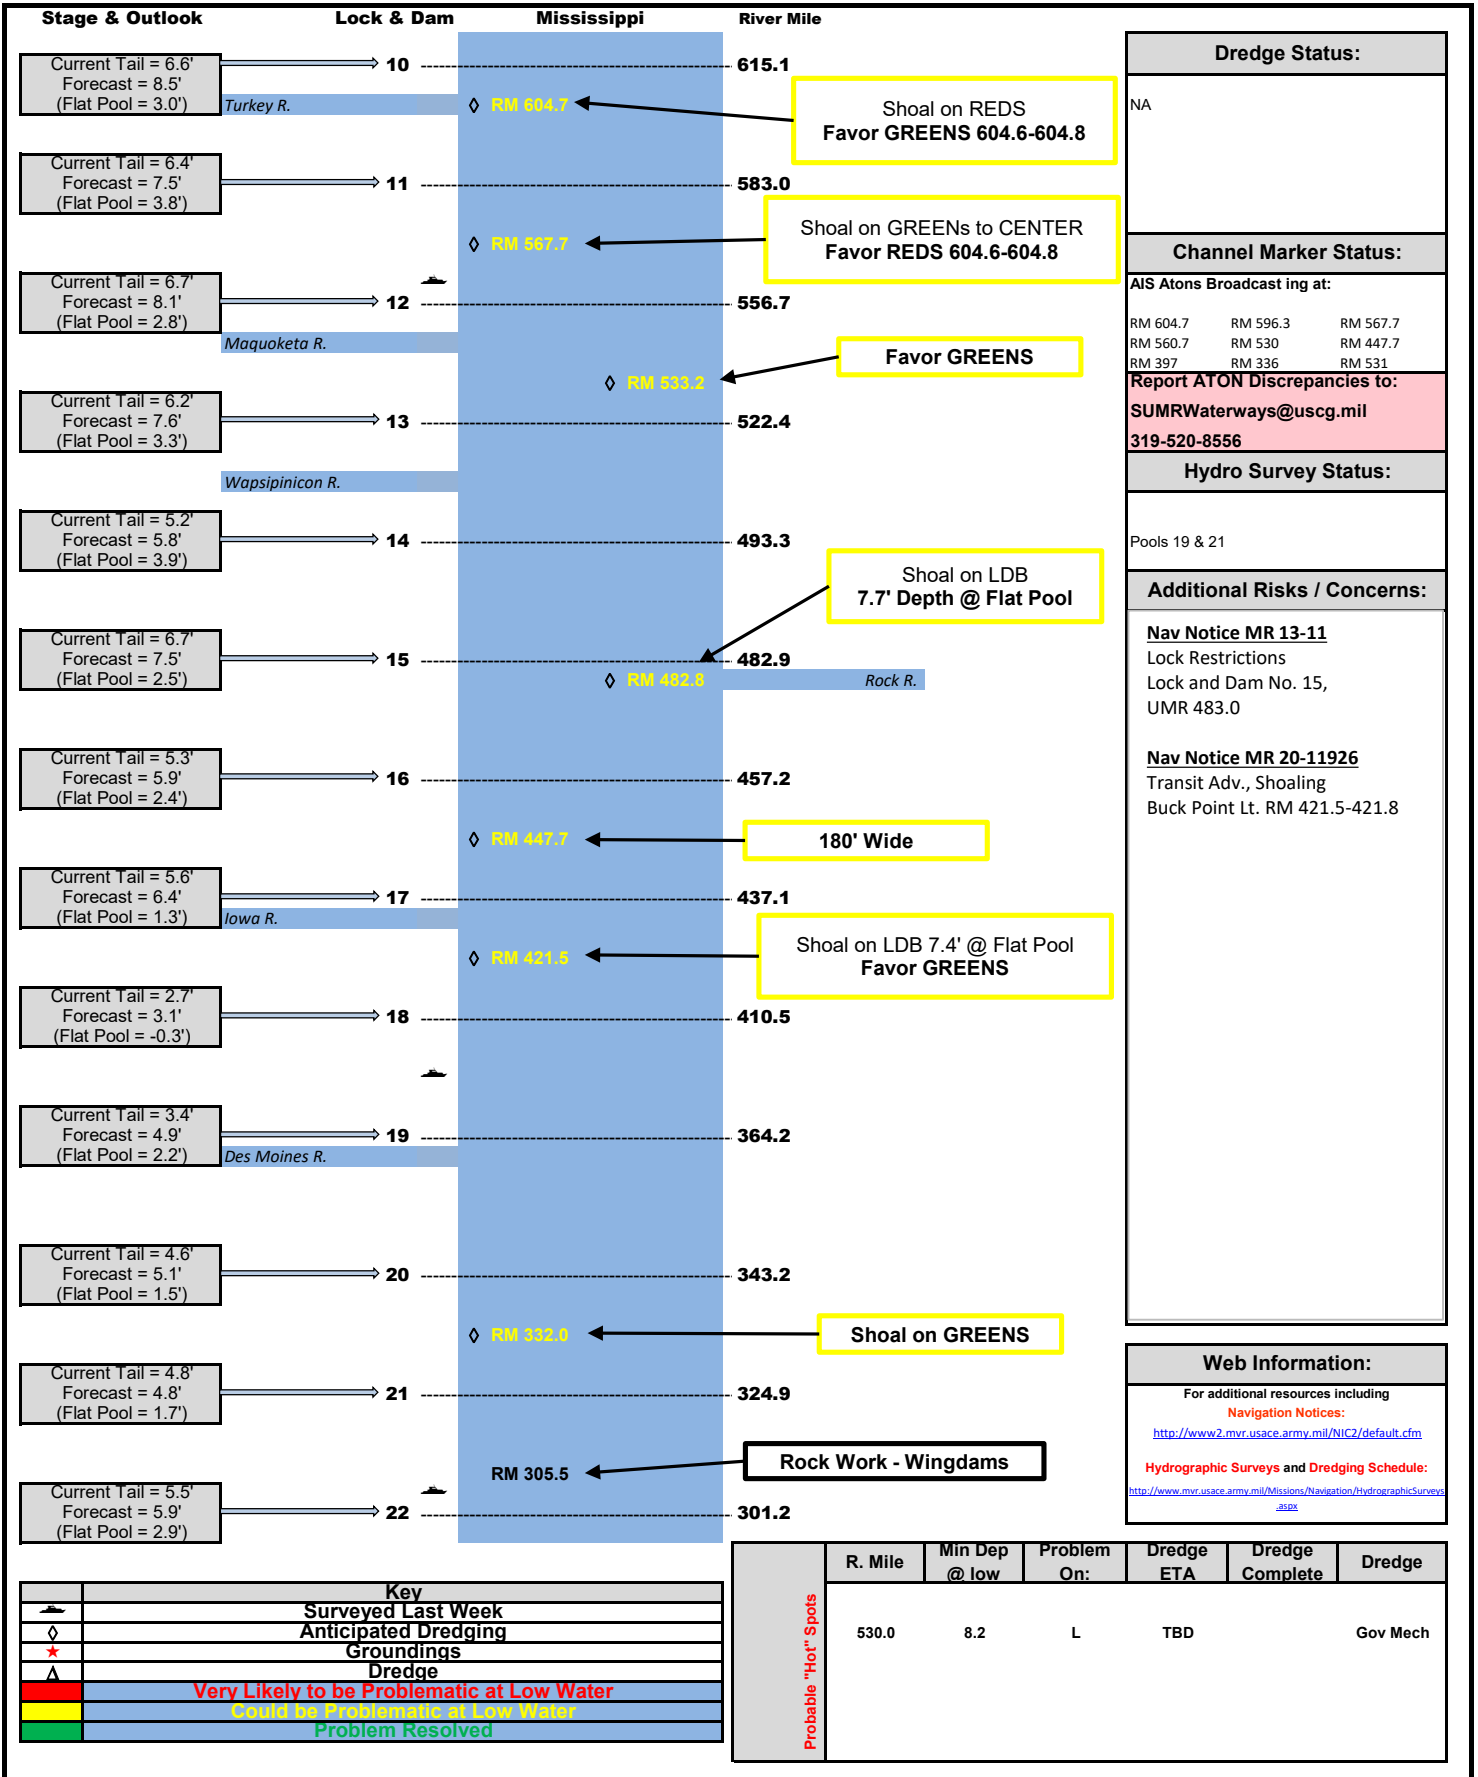 Stage & Outlook
Lock & Dam
Mississippi
River Mile
Current Tail = 6.6'
Forecast = 8.5'
(Flat Pool = 3.0')
10
615.1
Turkey R.
RM 604.7
Shoal on REDS
Favor GREENS 604.6-604.8
Current Tail = 6.4'
Forecast = 7.5'
(Flat Pool = 3.8')
11
583.0
RM 567.7
Shoal on GREENs to CENTER
Favor REDS 604.6-604.8
Current Tail = 6.7'
Forecast = 8.1'
(Flat Pool = 2.8')
12
556.7
Maquoketa R.
Favor GREENS
RM 533.2
Current Tail = 6.2'
Forecast = 7.6'
(Flat Pool = 3.3')
13
522.4
Wapsipinicon R.
Current Tail = 5.2'
Forecast = 5.8'
(Flat Pool = 3.9')
14
493.3
Shoal on LDB
7.7' Depth @ Flat Pool
Current Tail = 6.7'
Forecast = 7.5'
(Flat Pool = 2.5')
15
482.9
RM 482.8
Rock R.
Current Tail = 5.3'
Forecast = 5.9'
(Flat Pool = 2.4')
16
457.2
RM 447.7
180' Wide
Current Tail = 5.6'
Forecast = 6.4'
(Flat Pool = 1.3')
17
437.1
Iowa R.
RM 421.5
Shoal on LDB 7.4' @ Flat Pool
Favor GREENS
Current Tail = 2.7'
Forecast = 3.1'
(Flat Pool = -0.3')
18
410.5
Current Tail = 3.4'
Forecast = 4.9'
(Flat Pool = 2.2')
19
364.2
Des Moines R.
Current Tail = 4.6'
Forecast = 5.1'
(Flat Pool = 1.5')
20
343.2
RM 332.0
Shoal on GREENS
Current Tail = 4.8'
Forecast = 4.8'
(Flat Pool = 1.7')
21
324.9
RM 305.5
Rock Work - Wingdams
Current Tail = 5.5'
Forecast = 5.9'
(Flat Pool = 2.9')
22
301.2
Dredge Status:
NA
Channel Marker Status:
AIS Atons Broadcast ing at:
RM 604.7 RM 596.3 RM 567.7
RM 560.7 RM 530 RM 447.7
RM 397 RM 336 RM 531
Report ATON Discrepancies to:
SUMRWaterways@uscg.mil
319-520-8556
Hydro Survey Status:
Pools 19 & 21
Additional Risks / Concerns:
Nav Notice MR 13-11
Lock Restrictions
Lock and Dam No. 15,
UMR 483.0
Nav Notice MR 20-11926
Transit Adv., Shoaling
Buck Point Lt. RM 421.5-421.8
Web Information:
For additional resources including
Navigation Notices:
http://www2.mvr.usace.army.mil/NIC2/default.cfm
Hydrographic Surveys and Dredging Schedule:
http://www.mvr.usace.army.mil/Missions/Navigation/HydrographicSurveys
.aspx
Key
Surveyed Last Week
Anticipated Dredging
Groundings
Dredge
Very Likely to be Problematic at Low Water
Could be Problematic at Low Water
Problem Resolved
Probable "Hot" Spots
R. Mile
Min Dep
@ low
Problem
On:
Dredge
ETA
Dredge
Complete
Dredge
530.0 8.2 L TBD Gov Mech